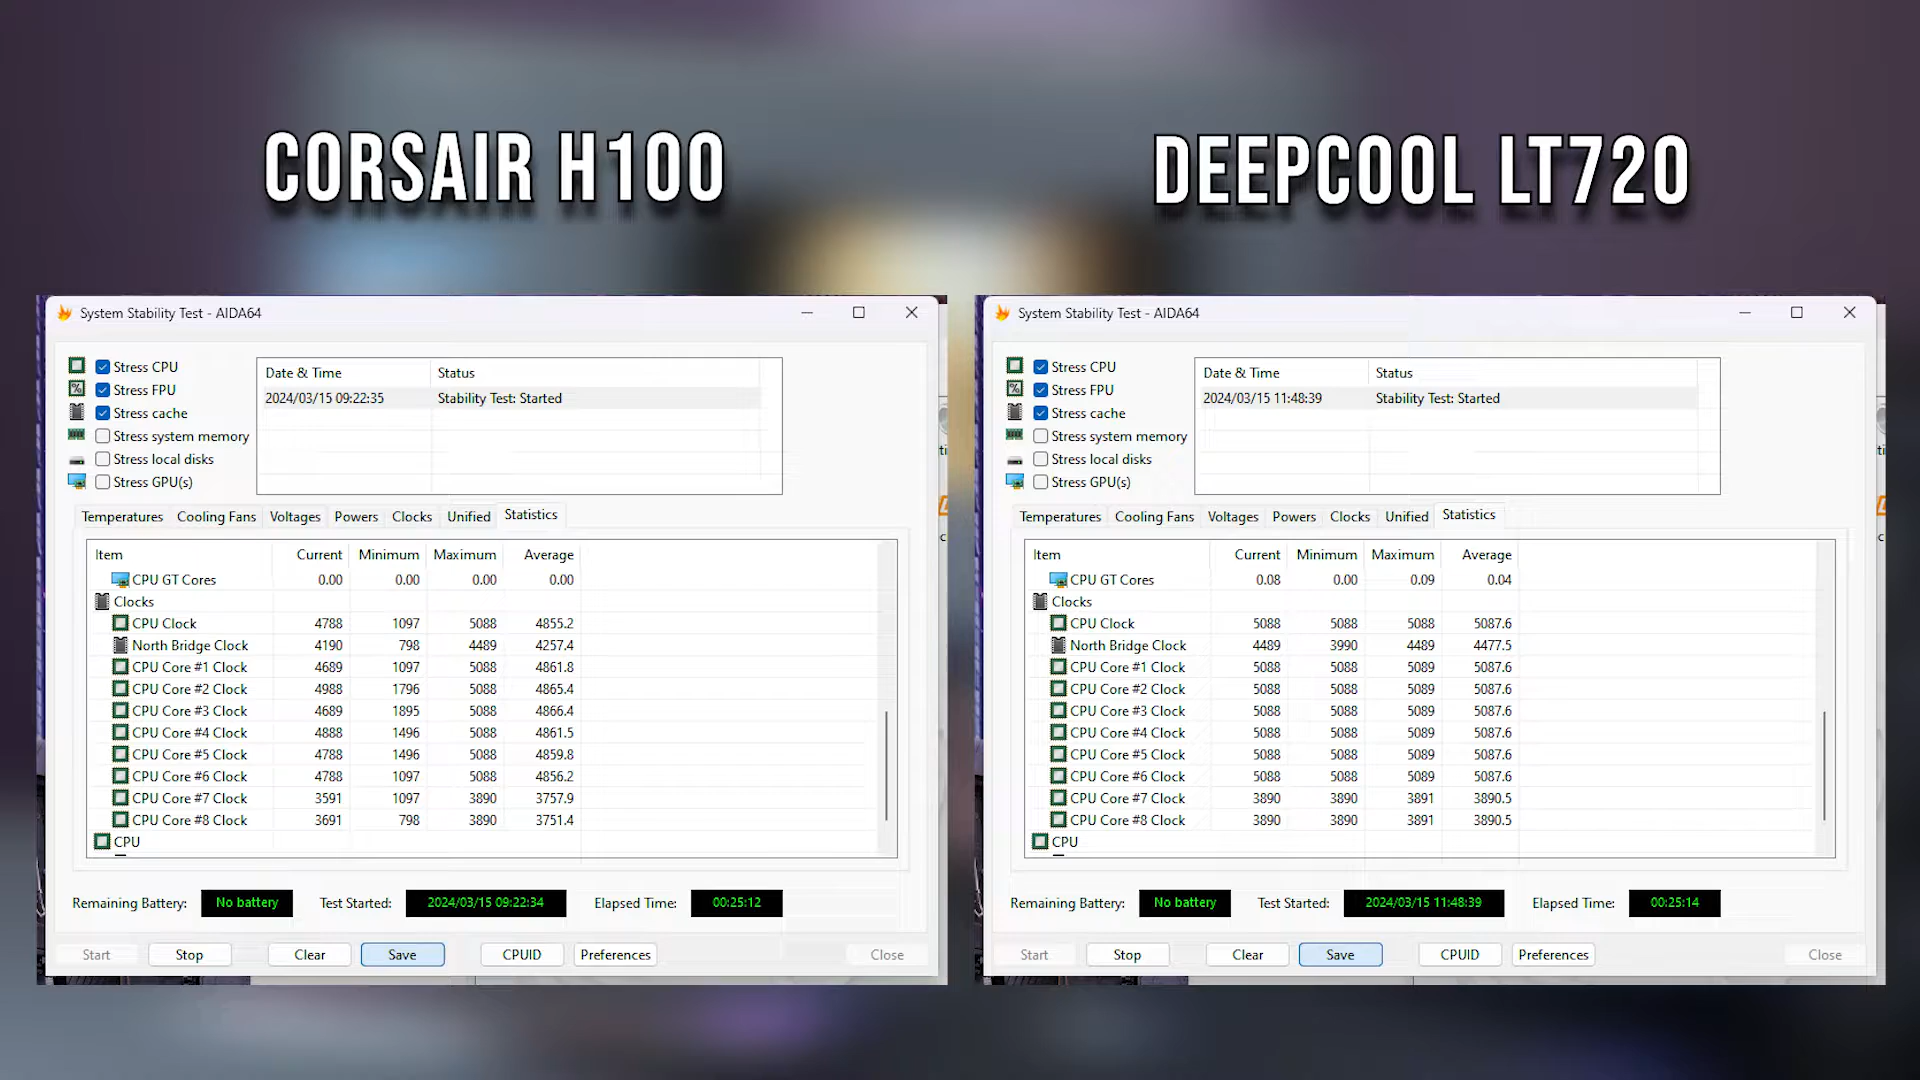 CORSAIR H100
System Stability Test - AIDA64
Stress CPU
Stress FPU
Stress cache
Stress system memory
Stress local disks
Stress GPU(s)
Date & Time Status
2024/03/15 09:22:35 Stability Test: Started
Temperatures Cooling Fans Voltages Powers Clocks Unified Statistics
Item Current Minimum Maximum Average
CPU GT Cores 0.00 0.00 0.00 0.00
Clocks
CPU Clock 4788 1097 5088 4855.2
North Bridge Clock 4190 798 4489 4257.4
CPU Core #1 Clock 4689 1097 5088 4861.8
CPU Core #2 Clock 4988 1796 5088 4865.4
CPU Core #3 Clock 4689 1895 5088 4866.4
CPU Core #4 Clock 4888 1496 5088 4861.5
CPU Core #5 Clock 4788 1496 5088 4859.8
CPU Core #6 Clock 4788 1097 5088 4856.2
CPU Core #7 Clock 3591 1097 3890 3757.9
CPU Core #8 Clock 3691 798 3890 3751.4
CPU
Remaining Battery: No battery Test Started: 2024/03/15 09:22:34 Elapsed Time: 00:25:12
Start Stop Clear Save CPUID Preferences Close
DEEPCOOL LT720
System Stability Test - AIDA64
Stress CPU
Stress FPU
Stress cache
Stress system memory
Stress local disks
Stress GPU(s)
Date & Time Status
2024/03/15 11:48:39 Stability Test: Started
Temperatures Cooling Fans Voltages Powers Clocks Unified Statistics
Item Current Minimum Maximum Average
CPU GT Cores 0.08 0.00 0.09 0.04
Clocks
CPU Clock 5088 5088 5088 5087.6
North Bridge Clock 4489 3990 4489 4477.5
CPU Core #1 Clock 5088 5088 5089 5087.6
CPU Core #2 Clock 5088 5088 5089 5087.6
CPU Core #3 Clock 5088 5088 5089 5087.6
CPU Core #4 Clock 5088 5088 5089 5087.6
CPU Core #5 Clock 5088 5088 5089 5087.6
CPU Core #6 Clock 5088 5088 5089 5087.6
CPU Core #7 Clock 3890 3890 3891 3890.5
CPU Core #8 Clock 3890 3890 3891 3890.5
CPU
Remaining Battery: No battery Test Started: 2024/03/15 11:48:39 Elapsed Time: 00:25:14
Start Stop Clear Save CPUID Preferences Close